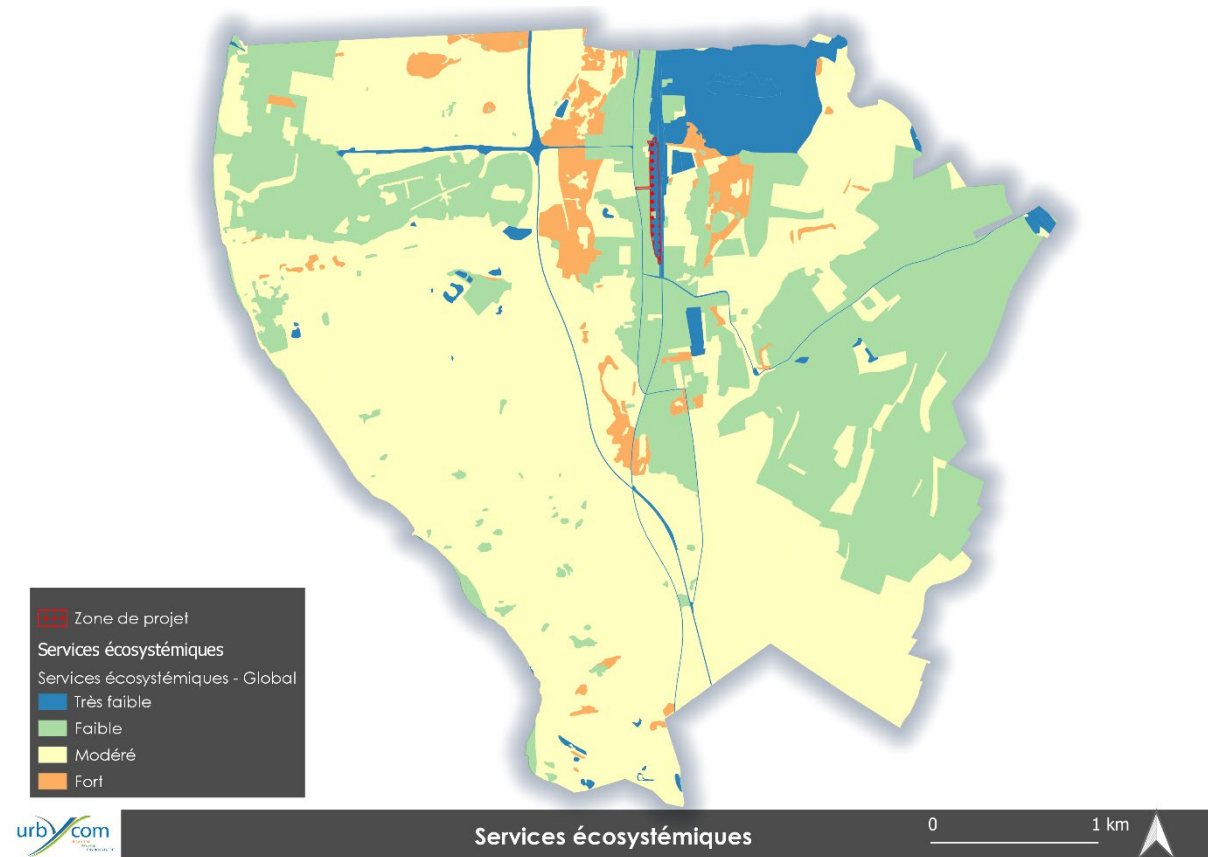 Zone de projet
Services écosystémiques
Services écosystémiques - Global
Très faible
Faible
Modéré
Fort
urbycom
Services écosystémiques
0 1 km